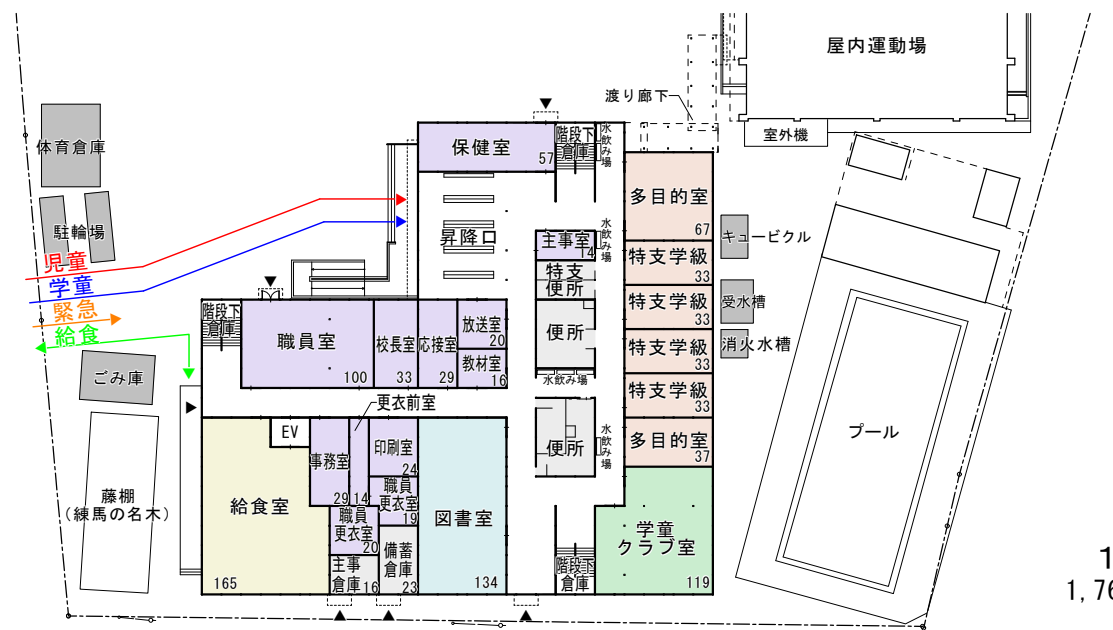 屋内運動場
渡り廊下
室外機
体育倉庫
駐輪場
児童
学童
緊急
給食
ごみ庫
藤棚
(練馬の名木)
保健室
57
階段下
倉庫
水飲み場
昇降口
主事室
14
水飲み場
特支
便所
便所
水飲み場
便所
水飲み場
多目的室
67
特支学級
33
特支学級
33
特支学級
33
特支学級
33
多目的室
37
学童
クラブ室
119
キュービクル
受水槽
消火水槽
プール
階段下
倉庫
職員室
100
校長室
33
応接室
29
放送室
20
教材室
16
更衣前室
EV
事務室
29
14
印刷室
24
職員
更衣室
19
職員
更衣室
20
給食室
165
主事
倉庫
16
備蓄
倉庫
23
図書室
134
階段下
倉庫
1
1,76